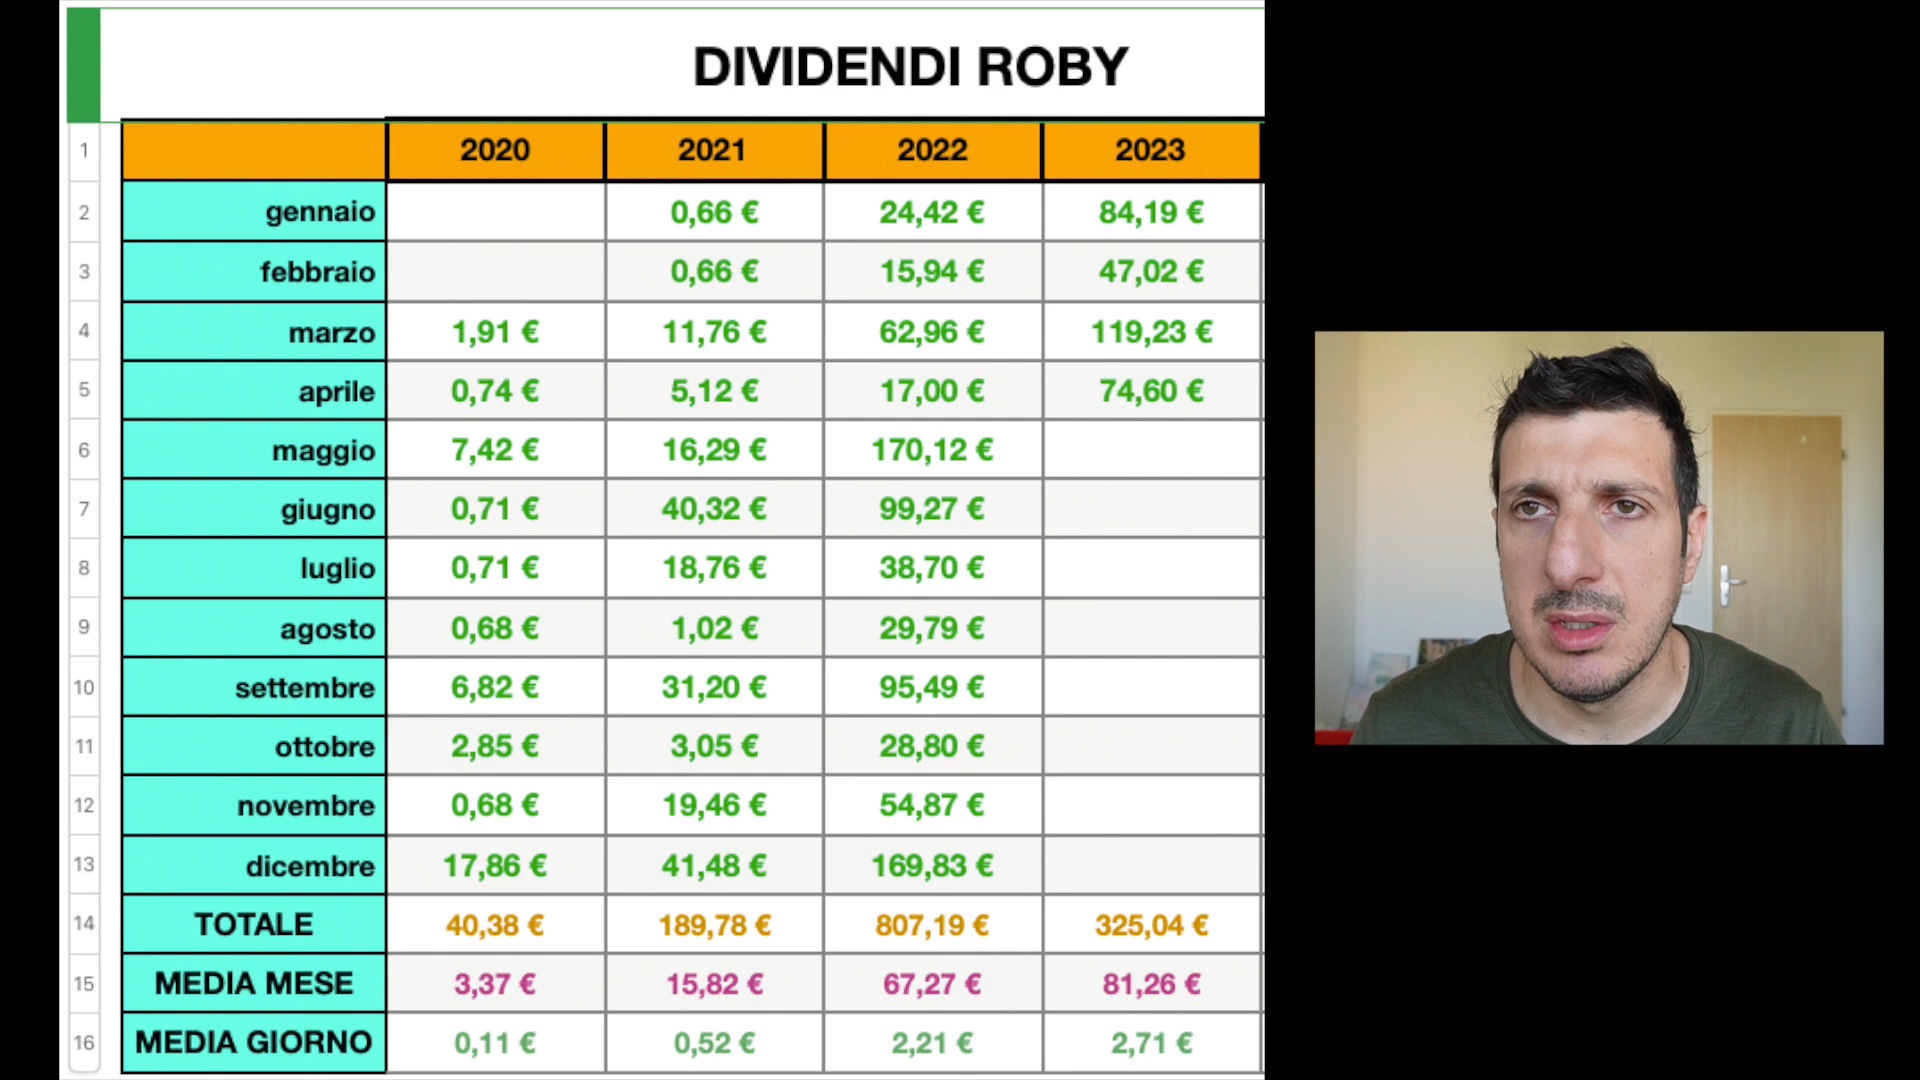 DIVIDENDI ROBY
1 2020 2021 2022 2023
2 gennaio 0,66 € 24,42 € 84,19 €
3 febbraio 0,66 € 15,94 € 47,02 €
4 marzo 1,91 € 11,76 € 62,96 € 119,23 €
5 aprile 0,74 € 5,12 € 17,00 € 74,60 €
6 maggio 7,42 € 16,29 € 170,12 €
7 giugno 0,71 € 40,32 € 99,27 €
8 luglio 0,71 € 18,76 € 38,70 €
9 agosto 0,68 € 1,02 € 29,79 €
10 settembre 6,82 € 31,20 € 95,49 €
11 ottobre 2,85 € 3,05 € 28,80 €
12 novembre 0,68 € 19,46 € 54,87 €
13 dicembre 17,86 € 41,48 € 169,83 €
14 TOTALE 40,38 € 189,78 € 807,19 € 325,04 €
15 MEDIA MESE 3,37 € 15,82 € 67,27 € 81,26 €
16 MEDIA GIORNO 0,11 € 0,52 € 2,21 € 2,71 €